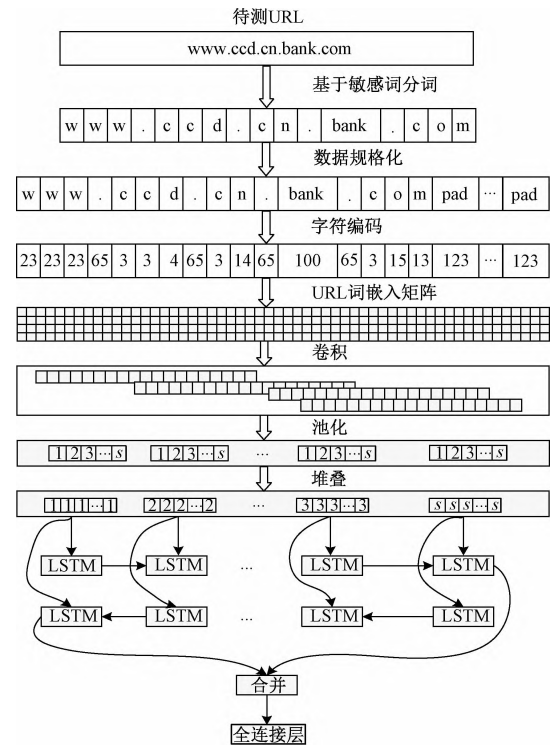 待测URL
www.ccd.cn.bank.com
基于敏感词分词
w w w . c c d . c n . bank . c o m
数据规格化
w w w . c c d . c n . bank . c o m pad ··· pad
字符编码
23 23 23 65 3 3 4 65 3 14 65 100 65 3 15 13 123 ··· 123
URL词嵌入矩阵
卷积
池化
1 2 3 ··· s 1 2 3 ··· s ··· 1 2 3 ··· s 1 2 3 ··· s
堆叠
1 1 1 ··· 1 2 2 2 ··· 2 ··· 3 3 3 ··· 3 s s s ··· s
LSTM LSTM ··· LSTM LSTM
LSTM LSTM ··· LSTM LSTM
合并
全连接层